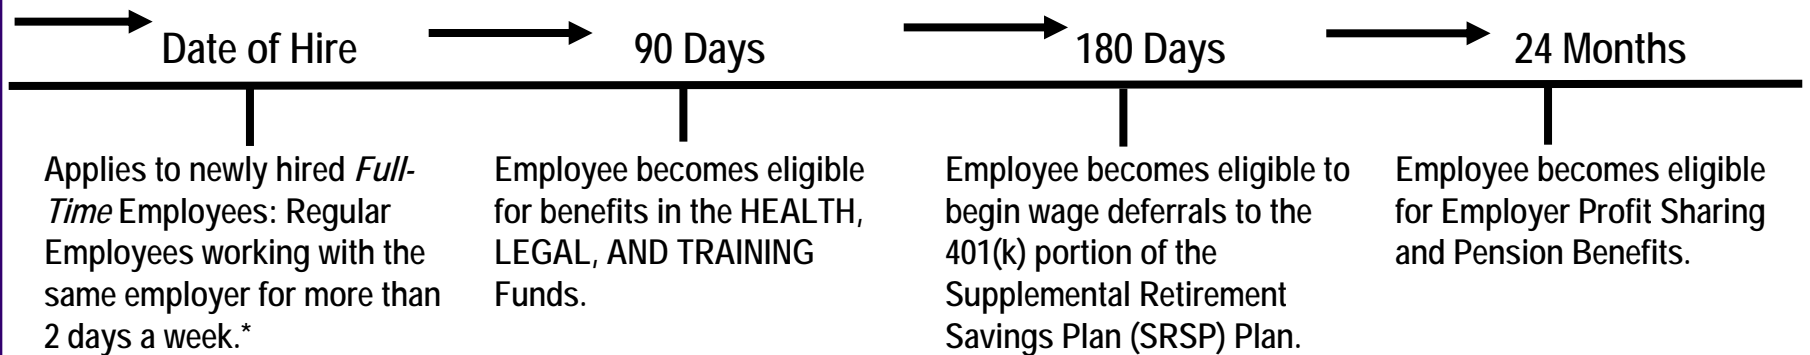 Date of Hire
90 Days
180 Days
24 Months
Applies to newly hired Full-
Time Employees: Regular
Employees working with the
same employer for more than
2 days a week.*
Employee becomes eligible
for benefits in the HEALTH,
LEGAL, AND TRAINING
Funds.
Employee becomes eligible to
begin wage deferrals to the
401(k) portion of the
Supplemental Retirement
Savings Plan (SRSP) Plan.
Employee becomes eligible
for Employer Profit Sharing
and Pension Benefits.